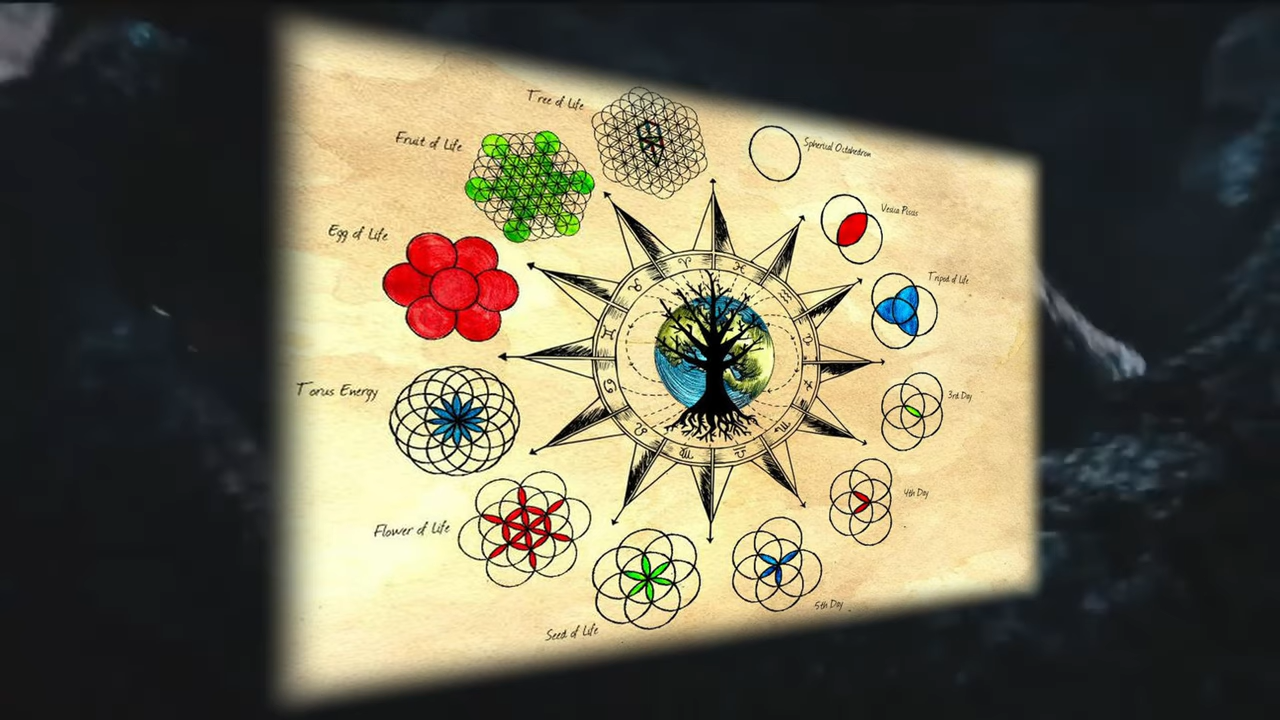 Tree of Life
Spherical Octahedron
Fruit of Life
Vesica Piscis
Egg of Life
Tripod of Life
Torus Energy
3rd Day
4th Day
Flower of Life
5th Day
Seed of Life